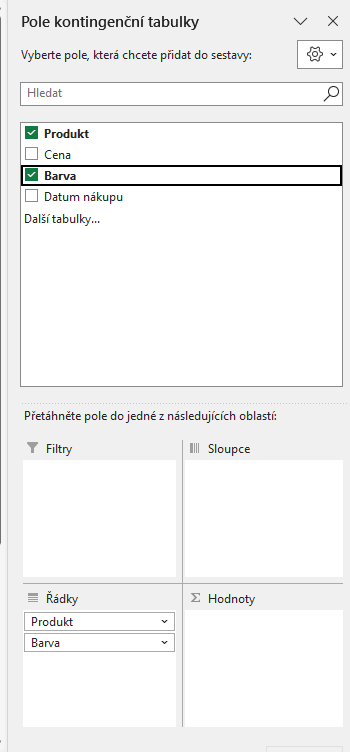 Pole kontingenční tabulky
Vyberte pole, která chcete přidat do sestavy:
Hledat
Produkt
Cena
Barva
Datum nákupu
Další tabulky...
Přetáhněte pole do jedné z následujících oblastí:
Filtry
Sloupce
Řádky
Produkt
Barva
Hodnoty